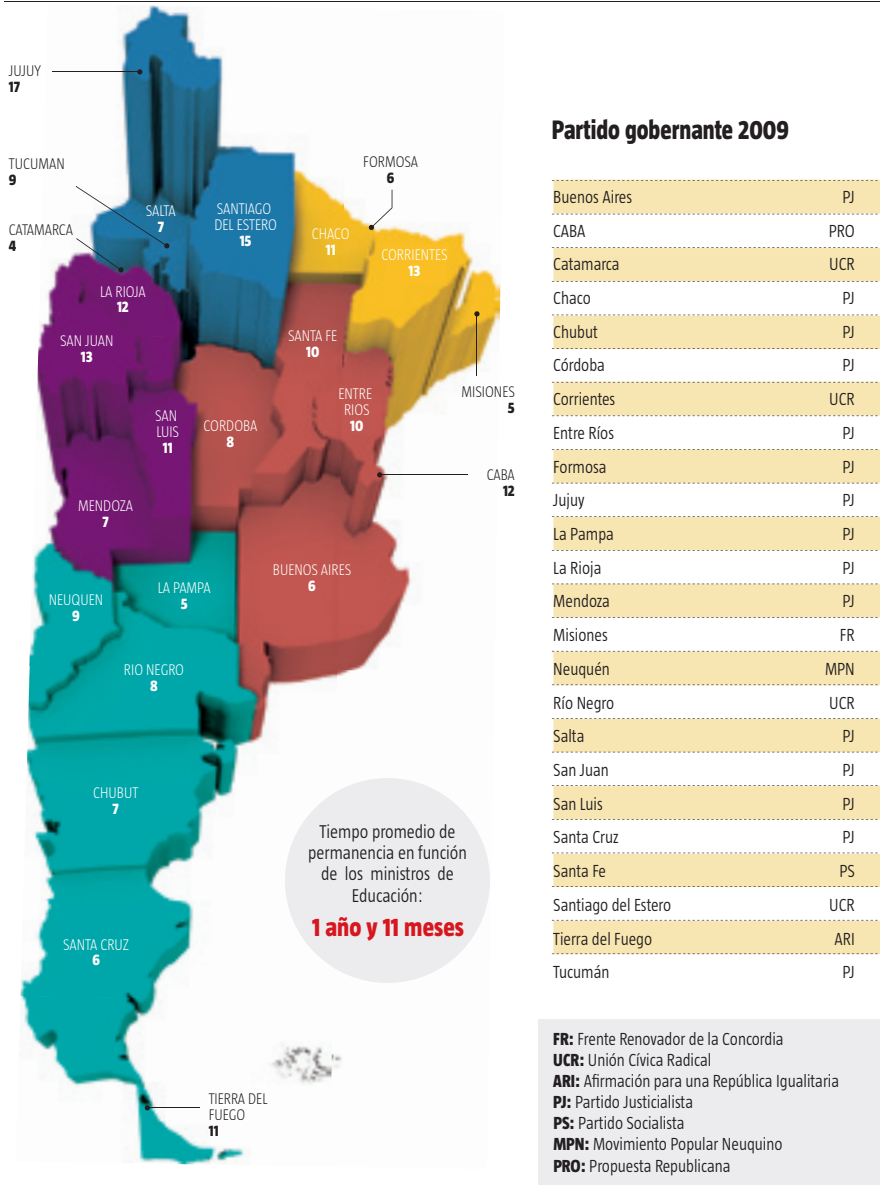 JUJUY
17
TUCUMAN
9
CATAMARCA
4
SALTA
7
SANTIAGO
DEL ESTERO
15
FORMOSA
6
CHACO
11
CORRIENTES
13
MISIONES
5
LA RIOJA
12
SAN JUAN
13
SAN
LUIS
11
MENDOZA
7
CORDOBA
8
SANTA FE
10
ENTRE
RIOS
10
CABA
12
BUENOS AIRES
6
LA PAMPA
5
NEUQUEN
9
RIO NEGRO
8
CHUBUT
7
SANTA CRUZ
6
TIERRA DEL
FUEGO
11
Tiempo promedio de
permanencia en función
de los ministros de
Educación:
1 año y 11 meses
Partido gobernante 2009
Buenos Aires PJ
CABA PRO
Catamarca UCR
Chaco PJ
Chubut PJ
Córdoba PJ
Corrientes UCR
Entre Ríos PJ
Formosa PJ
Jujuy PJ
La Pampa PJ
La Rioja PJ
Mendoza PJ
Misiones FR
Neuquén MPN
Río Negro UCR
Salta PJ
San Juan PJ
San Luis PJ
Santa Cruz PJ
Santa Fe PS
Santiago del Estero UCR
Tierra del Fuego ARI
Tucumán PJ
FR: Frente Renovador de la Concordia
UCR: Unión Cívica Radical
ARI: Afirmación para una República Igualitaria
PJ: Partido Justicialista
PS: Partido Socialista
MPN: Movimiento Popular Neuquino
PRO: Propuesta Republicana